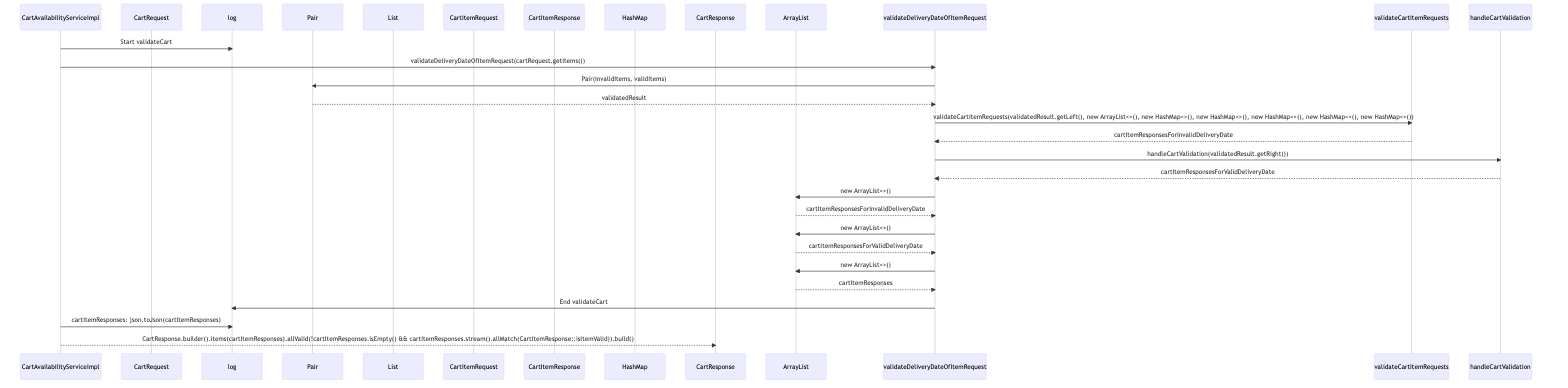 CartAvailabilityServiceImpl CartRequest log Pair List CartItemRequest CartItemResponse HashMap CartResponse ArrayList validateDeliveryDateOfItemRequest validateCartItemRequests handleCartValidation
Start validateCart
validateDeliveryDateOfItemRequest(cartRequest.getItems())
Pair(invalidItems, validItems)
validatedResult
validateCartItemRequests(validatedResult.getLeft(), new ArrayList<>(), new HashMap<>(), new HashMap<>(), new HashMap<>(), new HashMap<>(), new HashMap<>())
cartItemResponsesForInvalidDeliveryDate
handleCartValidation(validatedResult.getRight())
cartItemResponsesForValidDeliveryDate
new ArrayList<>()
cartItemResponsesForInvalidDeliveryDate
new ArrayList<>()
cartItemResponsesForValidDeliveryDate
new ArrayList<>()
cartItemResponses
End validateCart
cartItemResponses: json.toJson(cartItemResponses)
CartResponse.builder().items(cartItemResponses).allValid(!cartItemResponses.isEmpty() && cartItemResponses.stream().allMatch(CartItemResponse::isItemValid)).build()
CartAvailabilityServiceImpl CartRequest log Pair List CartItemRequest CartItemResponse HashMap CartResponse ArrayList validateDeliveryDateOfItemRequest validateCartItemRequests handleCartValidation